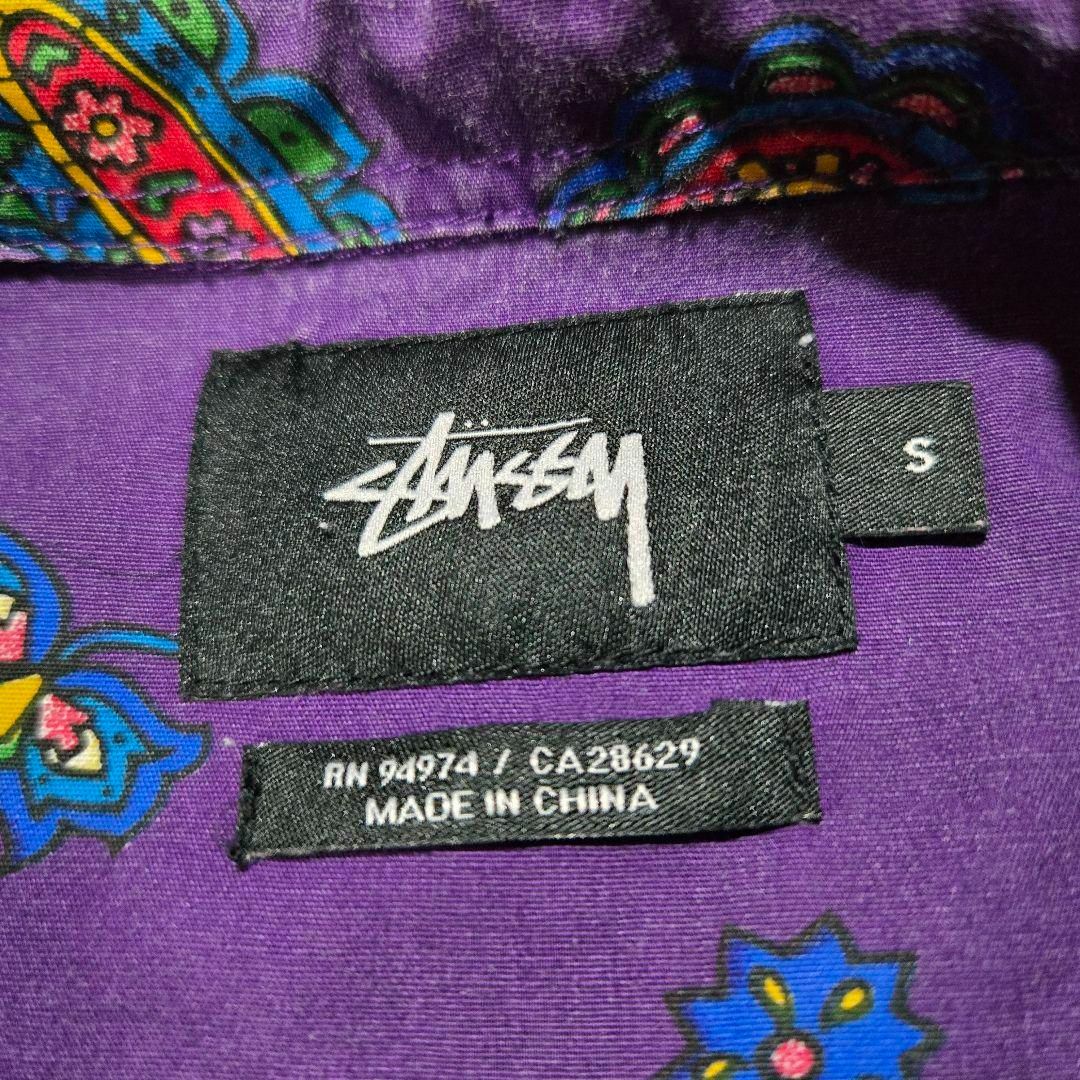 Stüssy
S
RN 94974 / CA28629
MADE IN CHINA